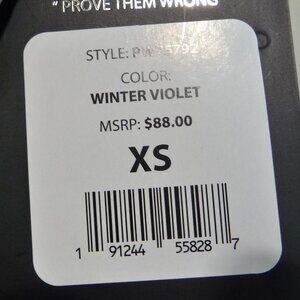 " PROVE THEM WRONG
STYLE:
COLOR:
WINTER VIOLET
MSRP: $88.00
XS
1 91244 55828 7